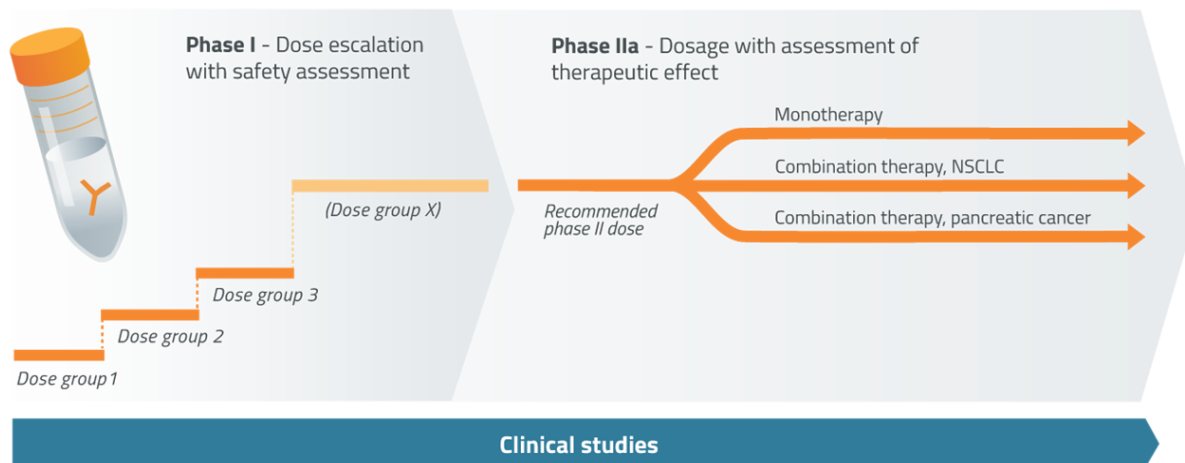 Phase I - Dose escalation
with safety assessment
Phase IIa - Dosage with assessment of
therapeutic effect
Monotherapy
Combination therapy, NSCLC
Combination therapy, pancreatic cancer
(Dose group X)
Recommended
phase II dose
Dose group 3
Dose group 2
Dose group 1
Clinical studies